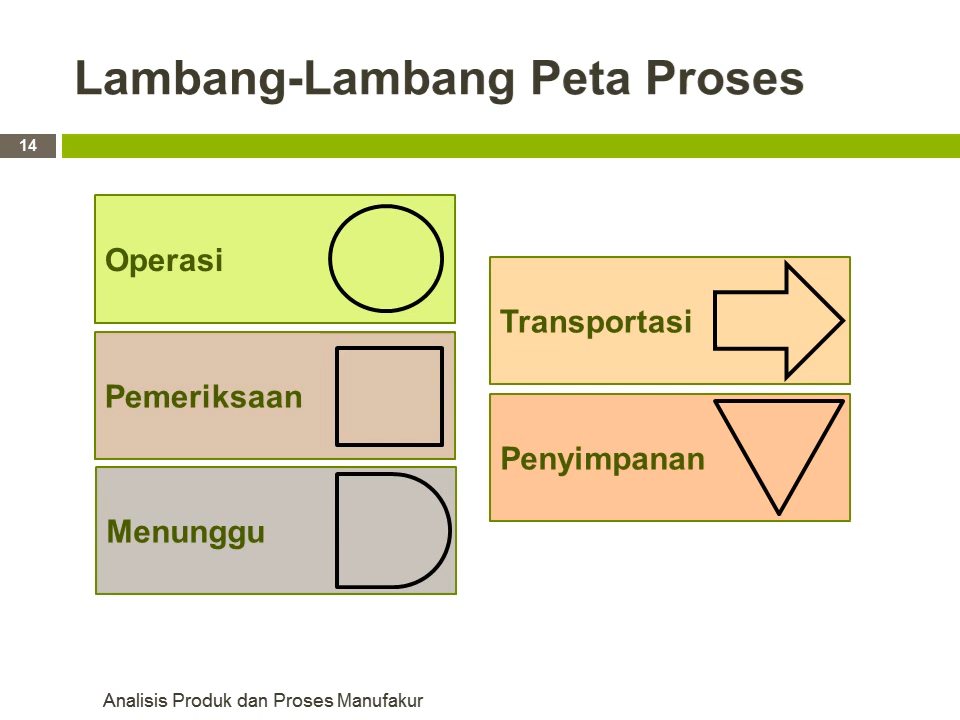 Lambang-Lambang Peta Proses
14
Operasi
Pemeriksaan
Menunggu
Transportasi
Penyimpanan
Analisis Produk dan Proses Manufakur